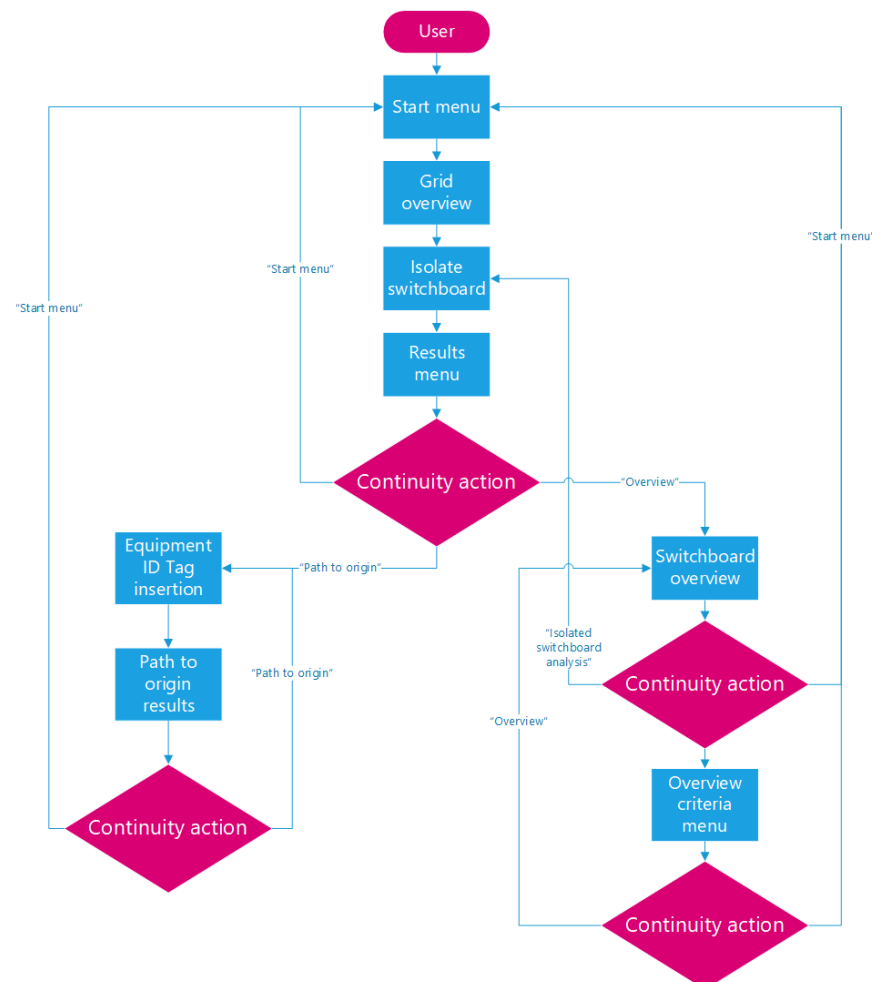 User
Start menu
Grid
overview
"Start menu"
Isolate
switchboard
"Start menu"
"Start menu"
Results
menu
Continuity action
"Overview"
Equipment
ID Tag
insertion
"Path to origin"
Switchboard
overview
"Isolated
switchboard
analysis"
Path to
origin
results
"Path to origin"
Continuity action
"Overview"
Overview
criteria
menu
Continuity action
Continuity action